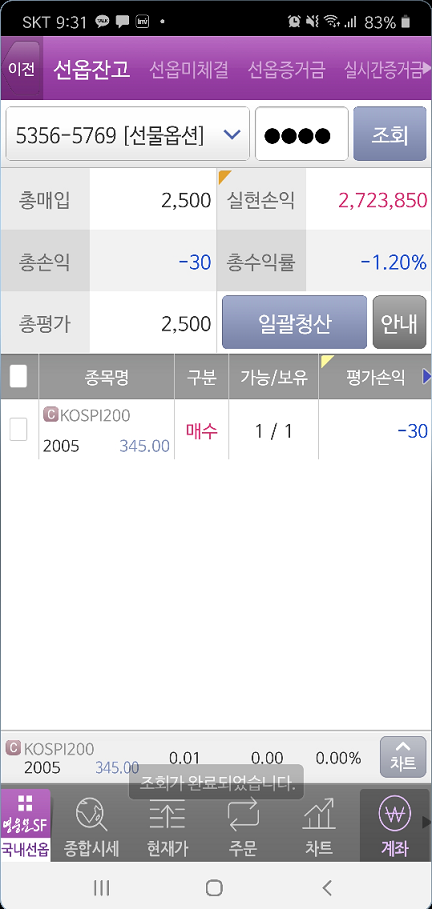 SKT 9:31 83%
이전 선옵잔고 선옵미체결 선옵증거금 실시간증거금
5356-5769 [선물옵션] 조회
총매입 2,500 실현손익 2,723,850
총손익 -30 총수익률 -1.20%
총평가 2,500 일괄청산 안내
종목명 구분 가능/보유 평가손익
C KOSPI200
2005 345.00 매수 1 / 1 -30
C KOSPI200
2005 345.00 0.01 0.00 0.00% 차트
조회가 완료되었습니다.
영웅문SF
국내선옵 종합시세 현재가 주문 차트 계좌